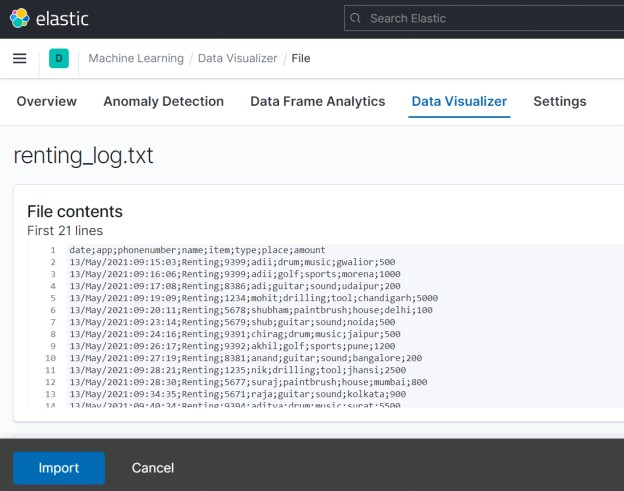 elastic
Search Elastic
D
Machine Learning / Data Visualizer / File
Overview
Anomaly Detection
Data Frame Analytics
Data Visualizer
Settings
renting_log.txt
File contents
First 21 lines
1 date;app;phonenumber;name;item;type;place;amount
2 13/May/2021:09:15:03;Renting;9399;adii;drum;music;gwalior;500
3 13/May/2021:09:16:06;Renting;9399;adii;golf;sports;morena;1000
4 13/May/2021:09:17:08;Renting;8386;adi;guitar;sound;udaipur;200
5 13/May/2021:09:19:09;Renting;1234;mohit;drilling;tool;chandigarh;5000
6 13/May/2021:09:20:11;Renting;5678;shubham;paintbrush;house;delhi;100
7 13/May/2021:09:23:14;Renting;5679;shub;guitar;sound;noida;500
8 13/May/2021:09:24:16;Renting;9391;chirag;drum;music;jaipur;500
9 13/May/2021:09:26:17;Renting;9392;akhil;golf;sports;pune;1200
10 13/May/2021:09:27:19;Renting;8381;anand;guitar;sound;bangalore;200
11 13/May/2021:09:28:21;Renting;1235;nik;drilling;tool;jhansi;2500
12 13/May/2021:09:28:30;Renting;5677;suraj;paintbrush;house;mumbai;800
13 13/May/2021:09:34:35;Renting;5671;raja;guitar;sound;kolkata;900
14 13/May/2021:09:40:34;Renting;9394;aditya;drum;music;surat;5500
Import
Cancel